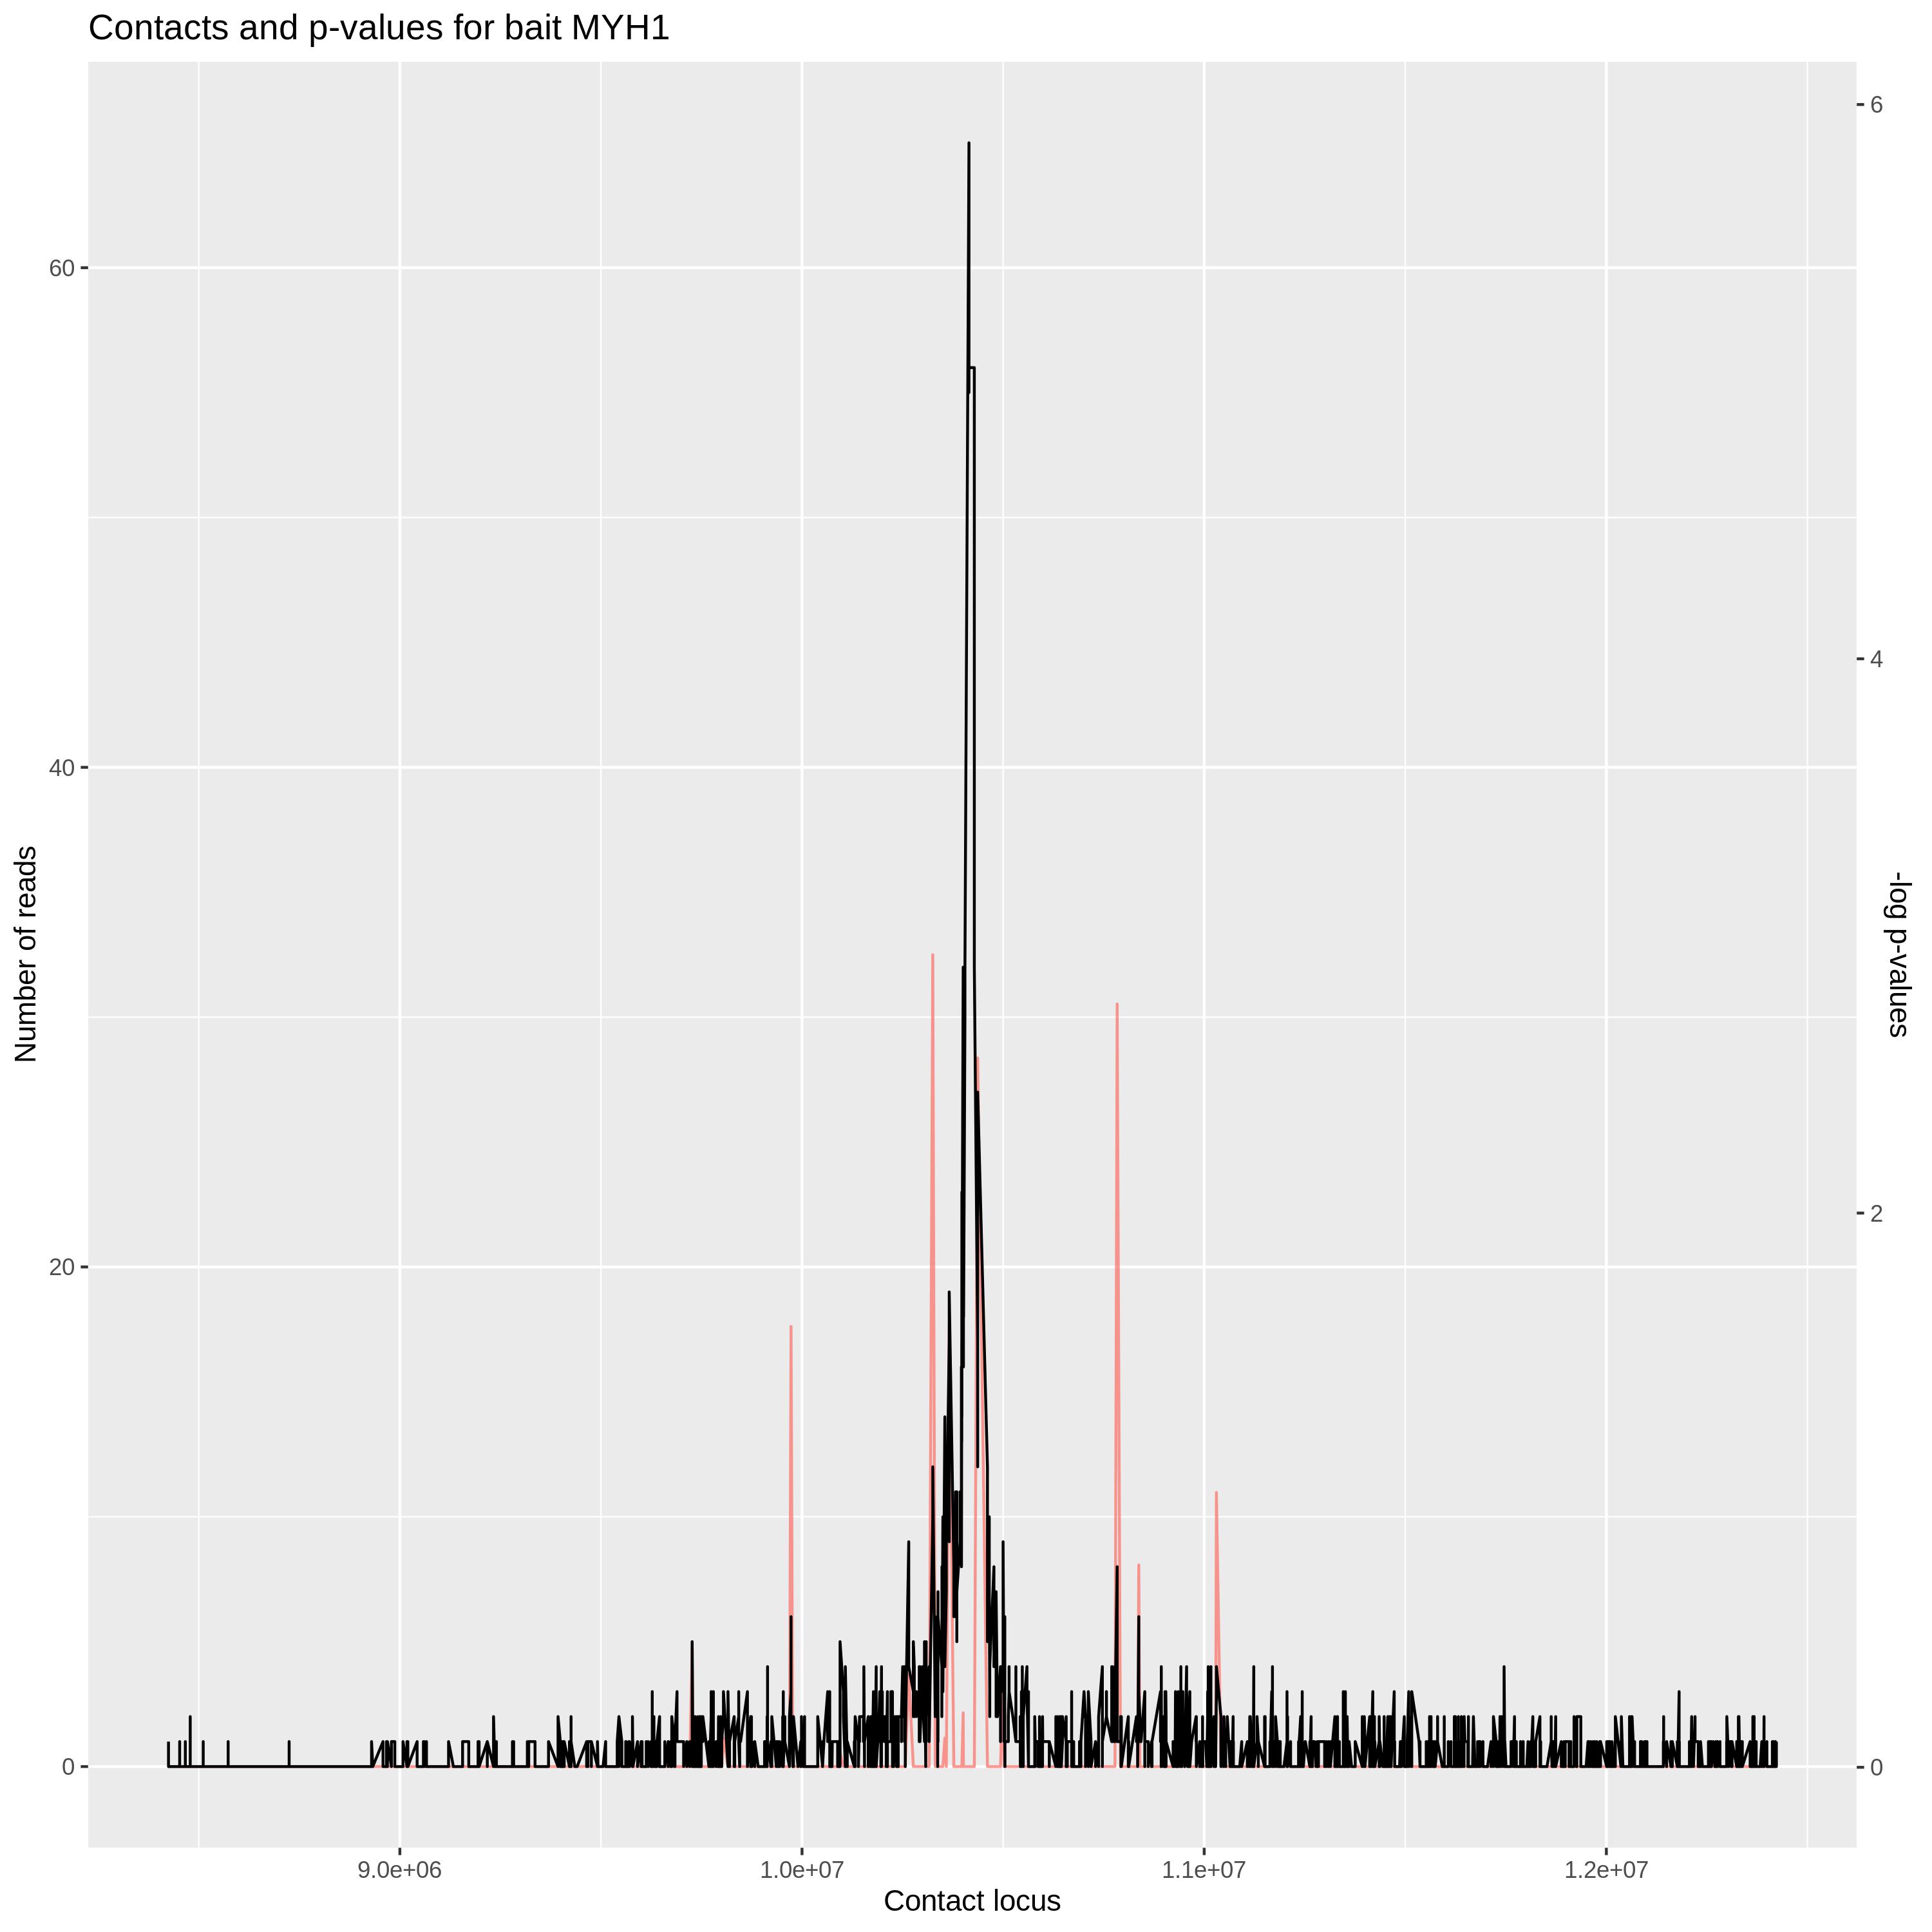 Contacts and p-values for bait MYH1
Number of reads
60
40
20
0
6
4
2
0
-log p-values
9.0e+06
1.0e+07
1.1e+07
1.2e+07
Contact locus